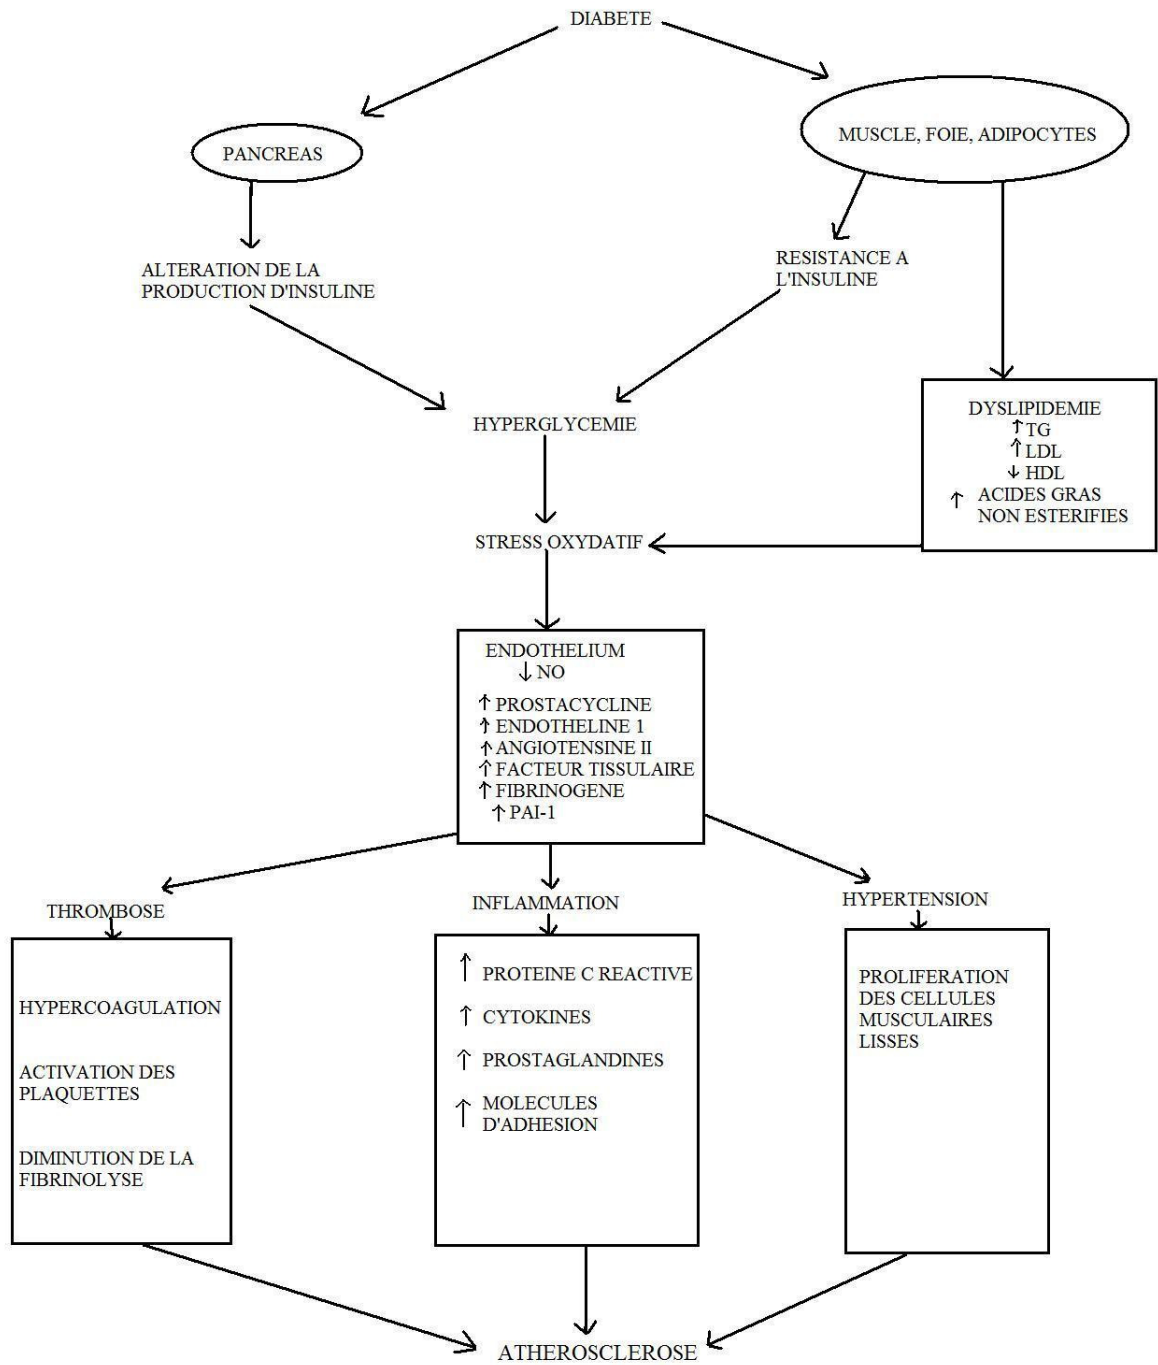 DIABETE
PANCREAS
MUSCLE, FOIE, ADIPOCYTES
ALTERATION DE LA
PRODUCTION D'INSULINE
RESISTANCE A
L'INSULINE
HYPERGLYCEMIE
DYSLIPIDEMIE
↑ TG
↑ LDL
↓ HDL
↑ ACIDES GRAS
NON ESTERIFIES
STRESS OXYDATIF
ENDOTHELIUM
↓ NO
↑ PROSTACYCLINE
↑ ENDOTHELINE 1
↑ ANGIOTENSINE II
↑ FACTEUR TISSULAIRE
↑ FIBRINOGENE
↑ PAI-1
THROMBOSE
HYPERCOAGULATION
ACTIVATION DES
PLAQUETTES
DIMINUTION DE LA
FIBRINOLYSE
INFLAMMATION
↑ PROTEINE C REACTIVE
↑ CYTOKINES
↑ PROSTAGLANDINES
↑ MOLECULES
D'ADHESION
HYPERTENSION
PROLIFERATION
DES CELLULES
MUSCULAIRES
LISSES
ATHEROSCLEROSE